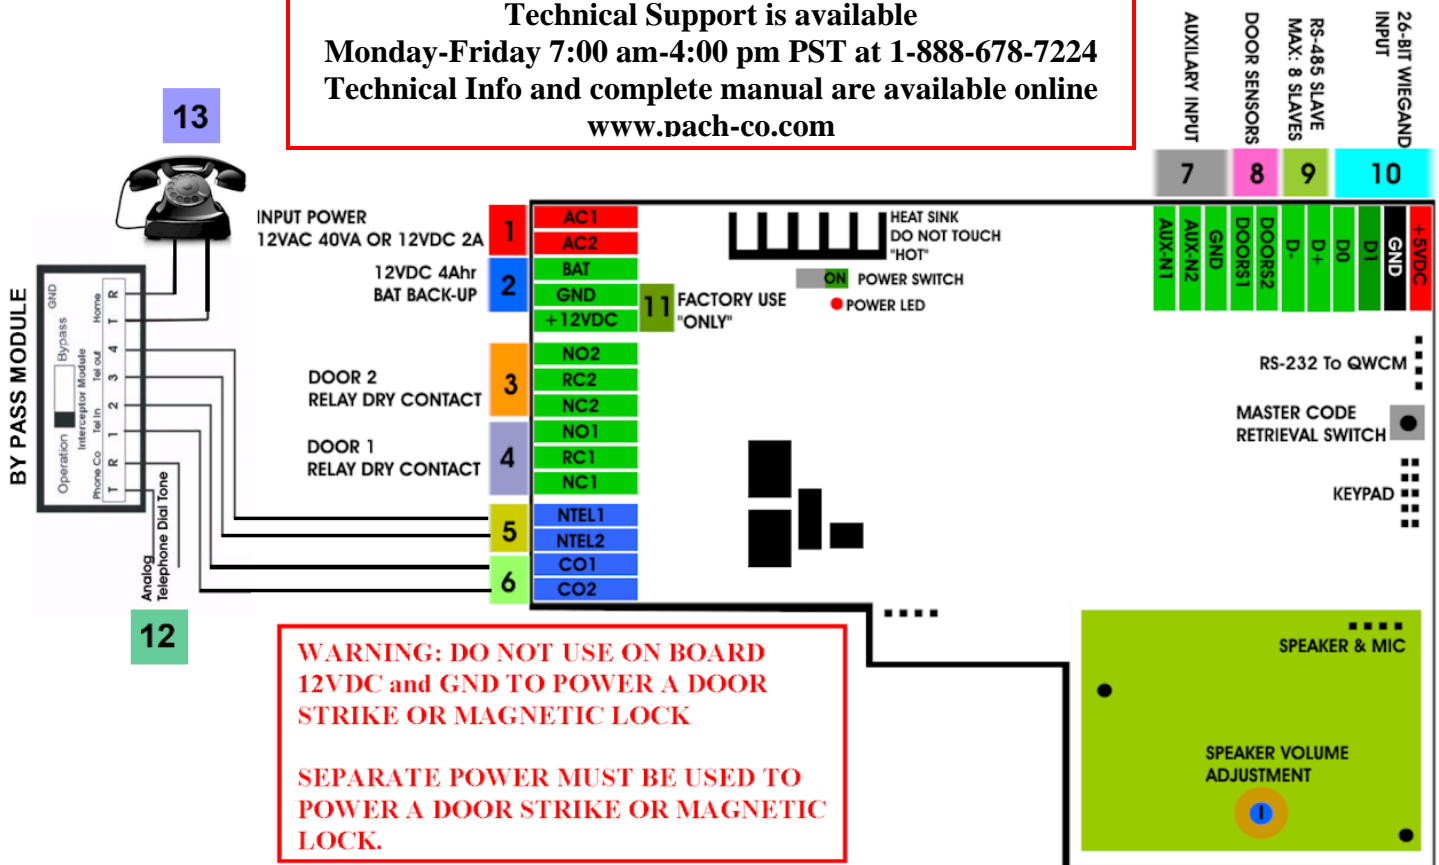 Technical Support is available
Monday-Friday 7:00 am-4:00 pm PST at 1-888-678-7224
Technical Info and complete manual are available online
www.pach-co.com
13
BY PASS MODULE
GND
Bypass
Operation
Interceptor Module
Home
Tel out
Tel In
Phone Co
R
T
4
3
2
1
R
T
Analog
Telephone Dial Tone
12
INPUT POWER
12VAC 40VA OR 12VDC 2A
1
AC1
AC2
12VDC 4Ahr
BAT BACK-UP
2
BAT
GND
+12VDC
11
FACTORY USE
"ONLY"
DOOR 2
RELAY DRY CONTACT
3
NO2
RC2
NC2
DOOR 1
RELAY DRY CONTACT
4
NO1
RC1
NC1
5
NTEL1
NTEL2
6
CO1
CO2
HEAT SINK
DO NOT TOUCH
"HOT"
ON
POWER SWITCH
POWER LED
AUXILARY INPUT
DOOR SENSORS
RS-485 SLAVE
MAX: 8 SLAVES
26-BIT WIEGAND
INPUT
7
8
9
10
AUX-N1
AUX-N2
GND
DOORS1
DOORS2
D-
D+
D0
D1
GND
+5VDC
RS-232 To QWCM
MASTER CODE
RETRIEVAL SWITCH
KEYPAD
SPEAKER & MIC
SPEAKER VOLUME
ADJUSTMENT
WARNING: DO NOT USE ON BOARD
12VDC and GND TO POWER A DOOR
STRIKE OR MAGNETIC LOCK
SEPARATE POWER MUST BE USED TO
POWER A DOOR STRIKE OR MAGNETIC
LOCK.